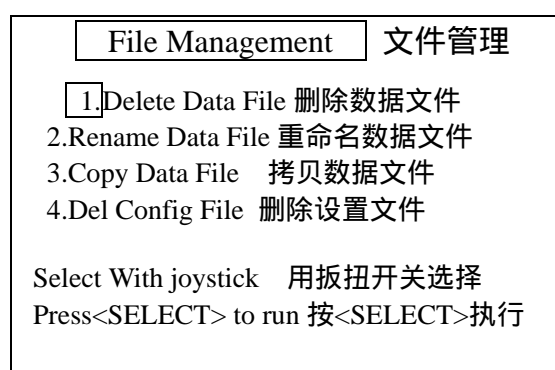 File Management 文件管理
1.Delete Data File 删除数据文件
2.Rename Data File 重命名数据文件
3.Copy Data File 拷贝数据文件
4.Del Config File 删除设置文件
Select With joystick 用扳扭开关选择
Press<SELECT> to run 按<SELECT>执行